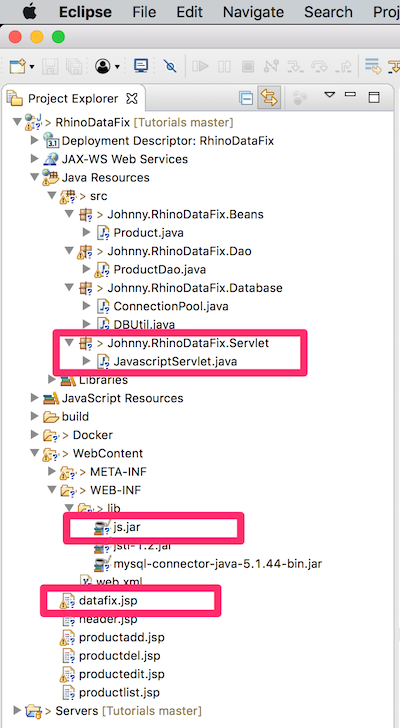 Eclipse File Edit Navigate Search Proj
Project Explorer
> RhinoDataFix [Tutorials master]
Deployment Descriptor: RhinoDataFix
JAX-WS Web Services
Java Resources
> src
> Johnny.RhinoDataFix.Beans
Product.java
> Johnny.RhinoDataFix.Dao
ProductDao.java
> Johnny.RhinoDataFix.Database
ConnectionPool.java
DBUtil.java
> Johnny.RhinoDataFix.Servlet
JavascriptServlet.java
Libraries
JavaScript Resources
build
> Docker
> WebContent
> META-INF
> WEB-INF
> lib
js.jar
jstl-1.2.jar
mysql-connector-java-5.1.44-bin.jar
web.xml
datafix.jsp
header.jsp
productadd.jsp
productdel.jsp
productedit.jsp
productlist.jsp
> Servers [Tutorials master]